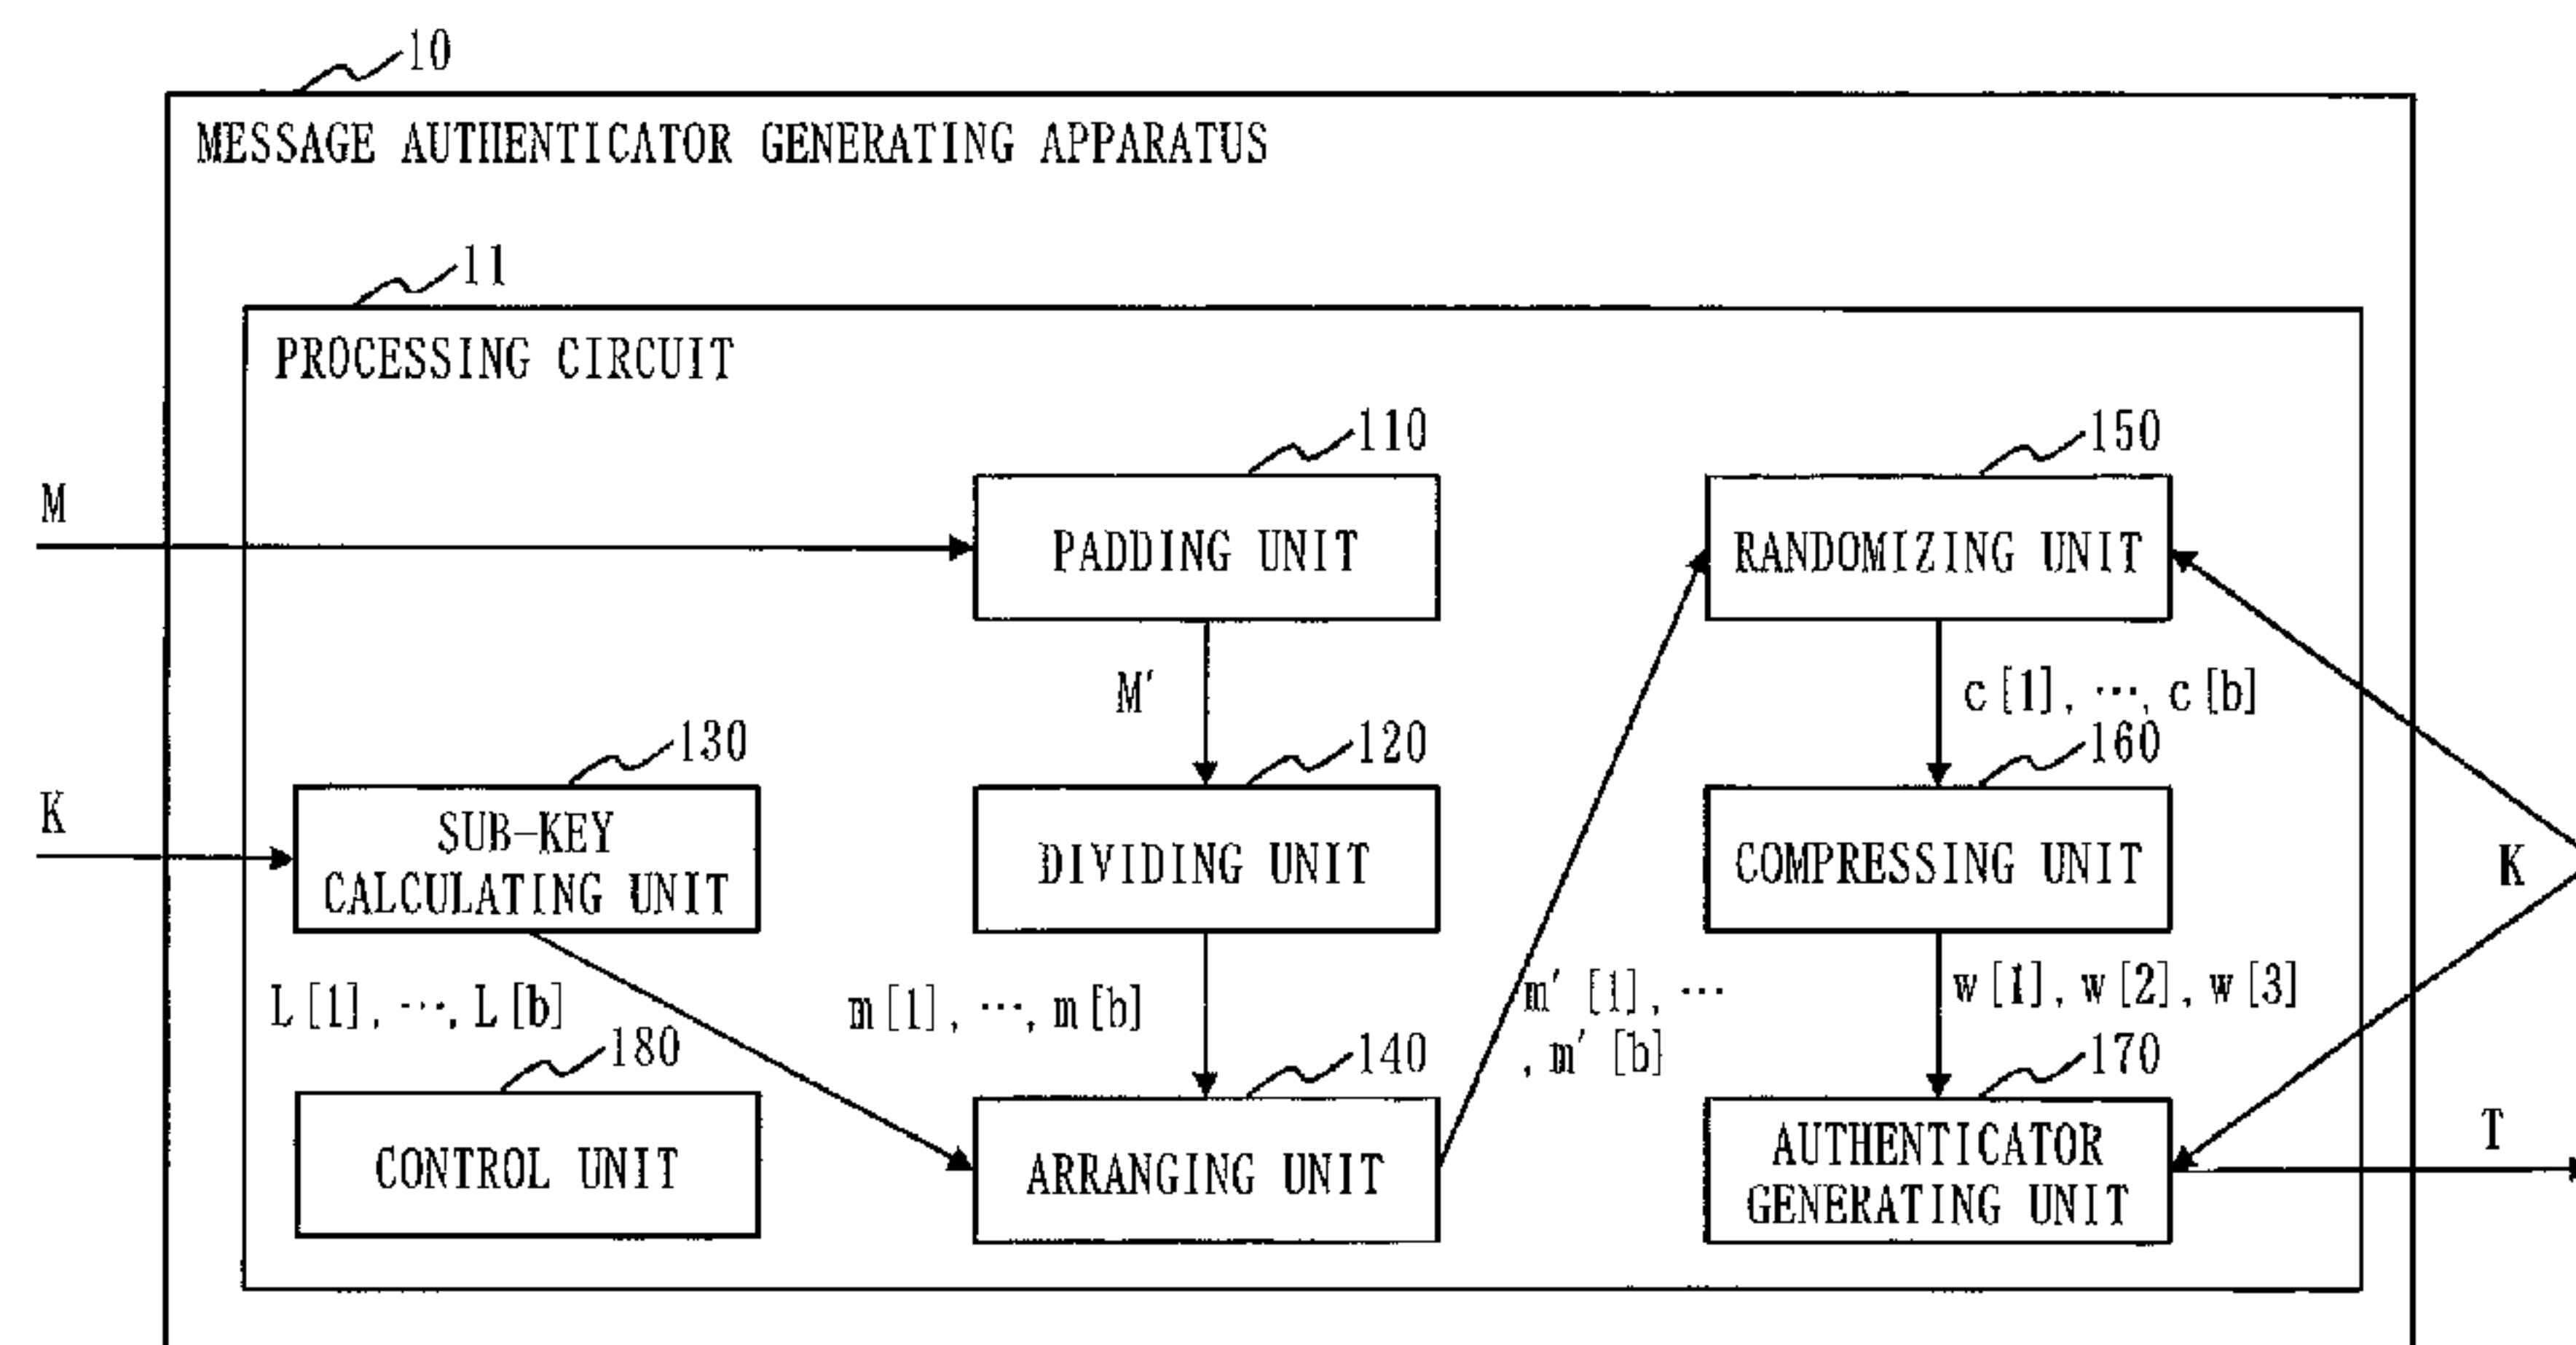 10
MESSAGE AUTHENTICATOR GENERATING APPARATUS
11
PROCESSING CIRCUIT
M
110
PADDING UNIT
150
RANDOMIZING UNIT
M'
c[1], ⋯, c[b]
K
130
SUB-KEY
CALCULATING UNIT
120
DIVIDING UNIT
160
COMPRESSING UNIT
K
L[1], ⋯, L[b]
m[1], ⋯, m[b]
m'[1], ⋯
, m'[b]
w[1], w[2], w[3]
180
CONTROL UNIT
140
ARRANGING UNIT
170
AUTHENTICATOR
GENERATING UNIT
T